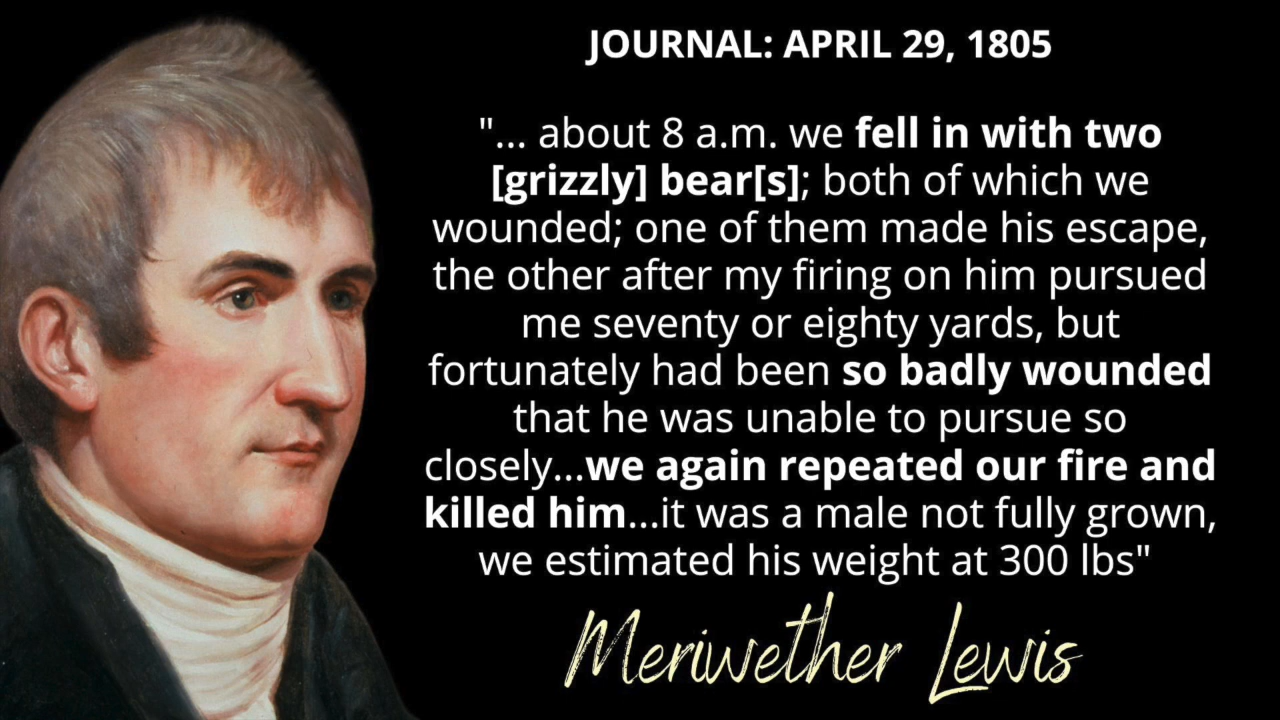 JOURNAL: APRIL 29, 1805
"... about 8 a.m. we fell in with two
[grizzly] bear[s]; both of which we
wounded; one of them made his escape,
the other after my firing on him pursued
me seventy or eighty yards, but
fortunately had been so badly wounded
that he was unable to pursue so
closely...we again repeated our fire and
killed him...it was a male not fully grown,
we estimated his weight at 300 lbs"
Meriwether Lewis